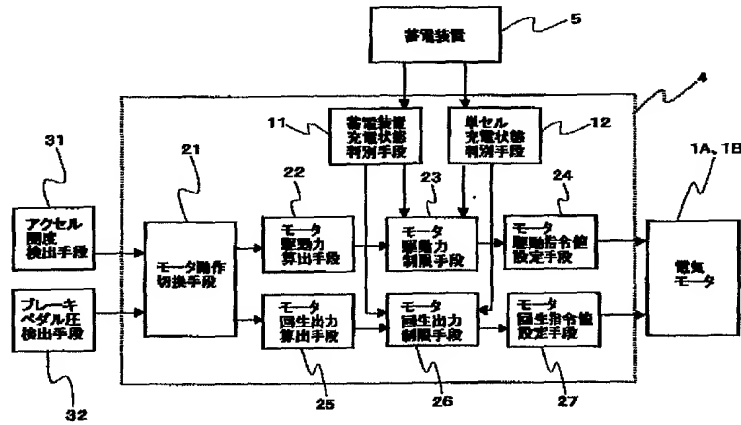 蓄電装置
5
4
11
蓄電装置
充電状態
判別手段
単セル
充電状態
判別手段
12
31
21
22
23
24
1A、1B
アクセル
開度
検出手段
モータ動作
切換手段
モータ
駆動力
算出手段
モータ
駆動力
制限手段
モータ
駆動指令値
設定手段
電気
モータ
ブレーキ
ペダル圧
検出手段
モータ
回生出力
算出手段
モータ
回生出力
制限手段
モータ
回生指令値
設定手段
32
25
26
27